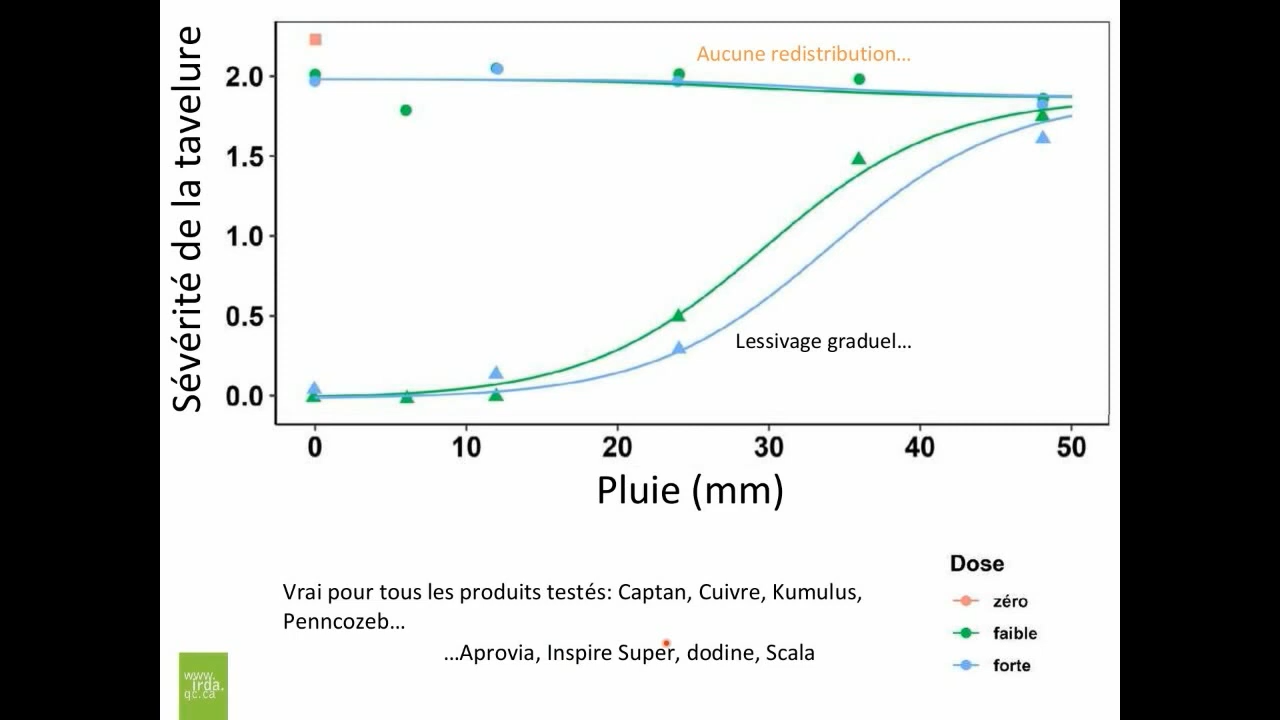 Sévérité de la tavelure
Aucune redistribution...
2.0
1.5
1.0
0.5
0.0
Lessivage graduel...
0 10 20 30 40 50
Pluie (mm)
Dose
zéro
faible
forte
Vrai pour tous les produits testés: Captan, Cuivre, Kumulus,
Penncozeb...
...Aprovia, Inspire Super, dodine, Scala
www.
irda.
qc.ca